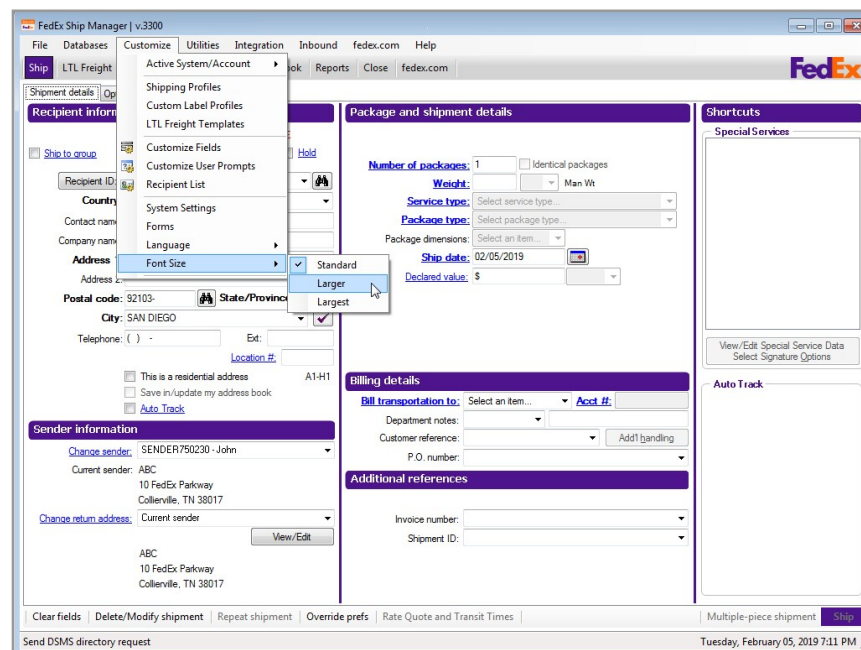 FedEx Ship Manager | v.3300
File Databases Customize Utilities Integration Inbound fedex.com Help
Ship LTL Freight Reports Close fedex.com
FedEx
Shipment details
Active System/Account
Shipping Profiles
Custom Label Profiles
LTL Freight Templates
Customize Fields
Customize User Prompts
Recipient List
System Settings
Forms
Language
Font Size
Standard
Larger
Largest
Ship to group
Hold
Recipient ID:
Country
Contact nam
Company nam
Address
Address 2:
Postal code: 92103- State/Provinc
City: SAN DIEGO
Telephone: ( ) - Ext:
Location #:
This is a residential address A1-H1
Save in/update my address book
Auto Track
Sender information
Change sender: SENDER750230 - John
Current sender: ABC
10 FedEx Parkway
Collierville, TN 38017
Change return address: Current sender
View/Edit
ABC
10 FedEx Parkway
Collierville, TN 38017
Package and shipment details
Number of packages: 1 Identical packages
Weight: Man Wt
Service type: Select service type...
Package type: Select package type...
Package dimensions: Select an item...
Ship date: 02/05/2019
Declared value: $
Billing details
Bill transportation to: Select an item... Acct #:
Department notes:
Customer reference: Add'l handling
P.O. number:
Additional references
Invoice number:
Shipment ID:
Shortcuts
Special Services
View/Edit Special Service Data
Select Signature Options
Auto Track
Clear fields Delete/Modify shipment Repeat shipment Override prefs Rate Quote and Transit Times Multiple-piece shipment Ship
Send DSMS directory request Tuesday, February 05, 2019 7:11 PM